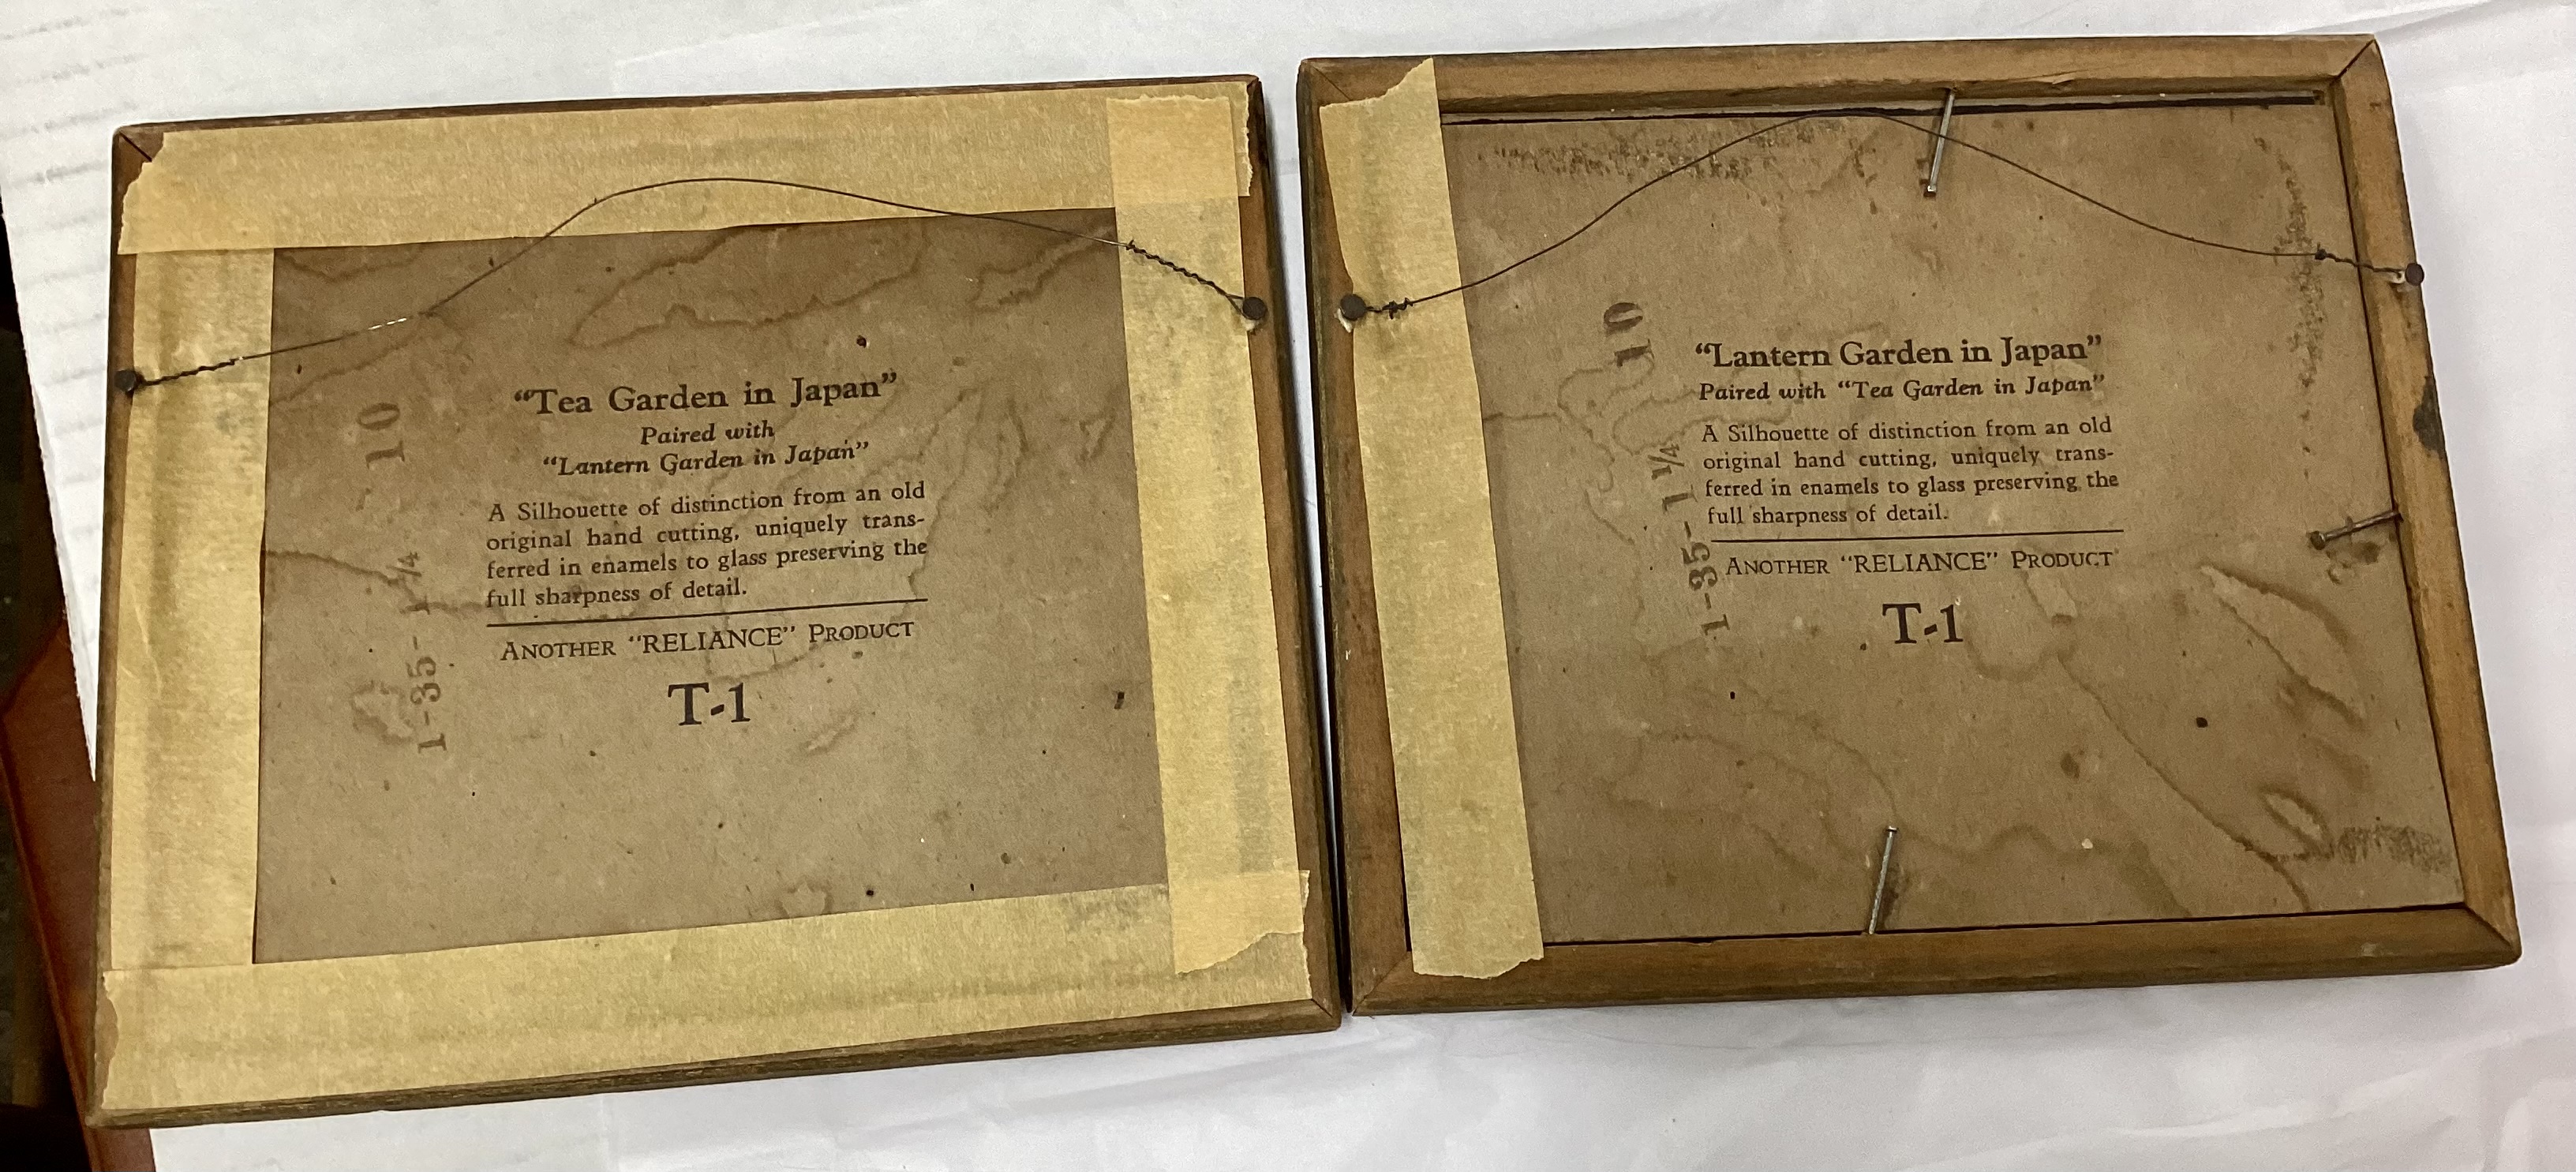 “Tea Garden in Japan”
Paired with
“Lantern Garden in Japan”
A Silhouette of distinction from an old
original hand cutting, uniquely trans-
ferred in enamels to glass preserving the
full sharpness of detail.
ANOTHER “RELIANCE” PRODUCT
T-1
1-35- 1¼ -10
“Lantern Garden in Japan”
Paired with “Tea Garden in Japan”
A Silhouette of distinction from an old
original hand cutting, uniquely trans-
ferred in enamels to glass preserving the
full sharpness of detail.
ANOTHER “RELIANCE” PRODUCT
T-1
1-35- 1¼ 10